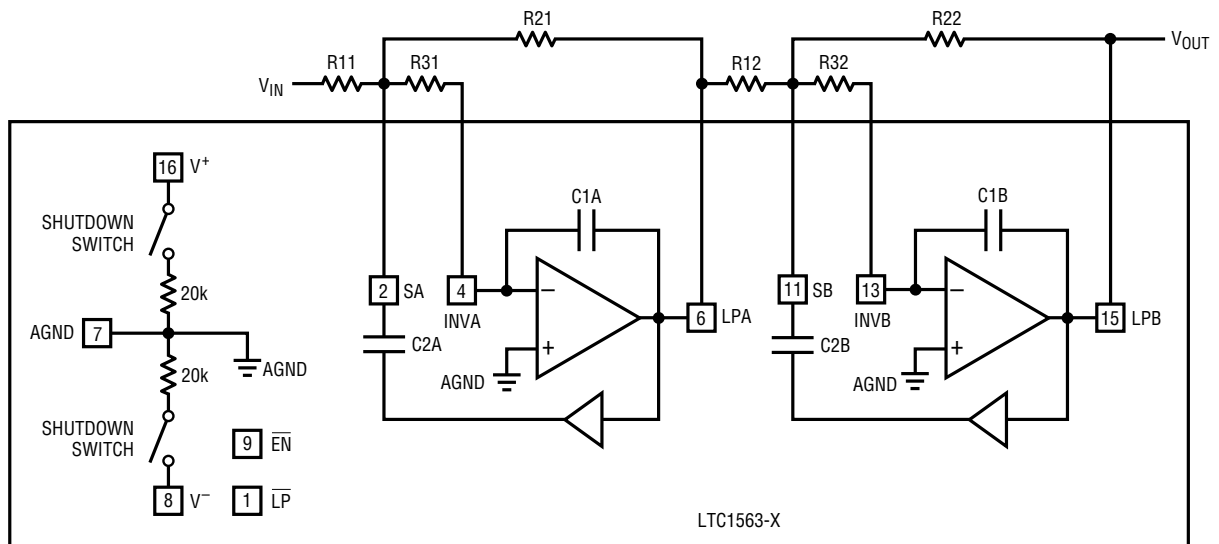 R21
R22
VOUT
R11
R31
R12
R32
VIN
16 V+
C1A
C1B
SHUTDOWN
SWITCH
20k
2 SA
4
–
11 SB
13
–
AGND 7
INVA
6 LPA
INVB
15 LPB
AGND
C2A
+
C2B
+
20k
AGND
AGND
SHUTDOWN
SWITCH
9 EN
8 V–
1 LP
LTC1563-X